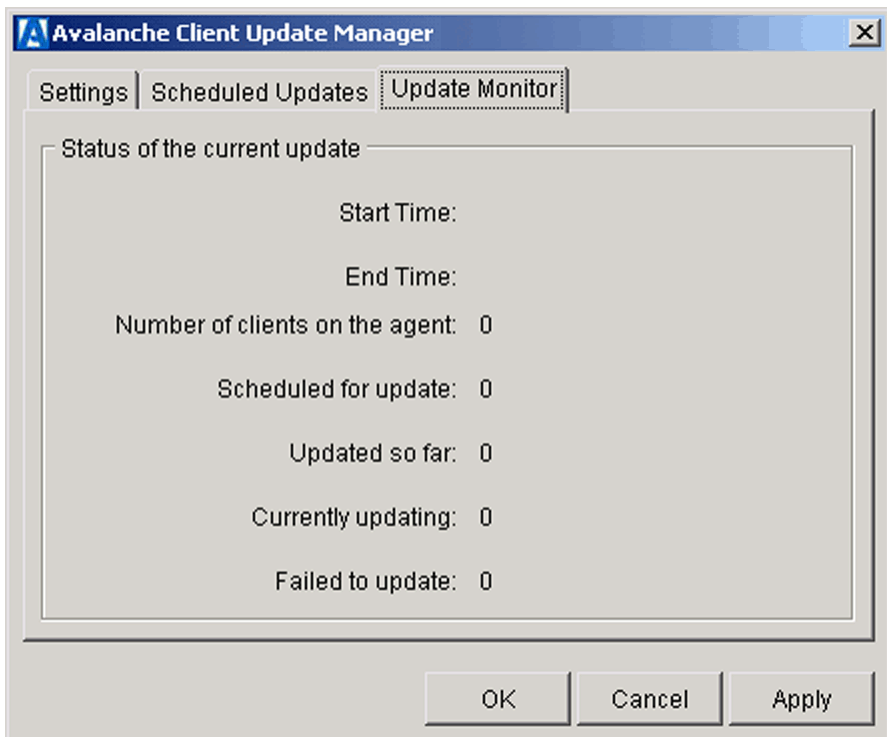 Avalanche Client Update Manager
Settings Scheduled Updates Update Monitor
Status of the current update
Start Time:
End Time:
Number of clients on the agent: 0
Scheduled for update: 0
Updated so far: 0
Currently updating: 0
Failed to update: 0
OK Cancel Apply